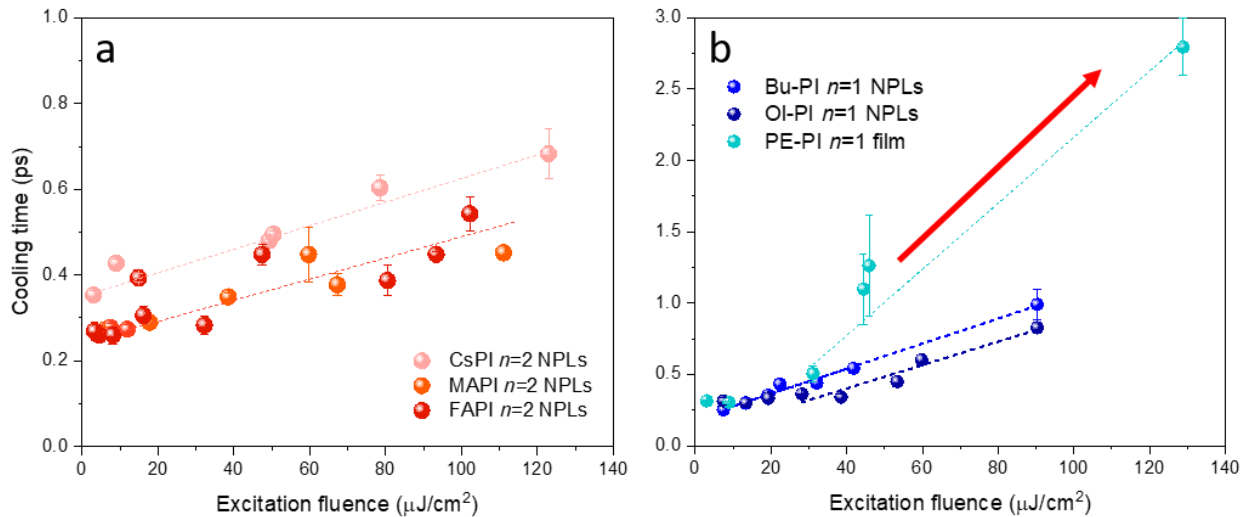 a
1.0
0.8
0.6
0.4
0.2
0.0
Cooling time (ps)
CsPI n=2 NPLs
MAPI n=2 NPLs
FAPI n=2 NPLs
0 20 40 60 80 100 120 140
Excitation fluence (μJ/cm²)
b
3.0
2.5
2.0
1.5
1.0
0.5
0.0
Bu-PI n=1 NPLs
Ol-PI n=1 NPLs
PE-PI n=1 film
0 20 40 60 80 100 120 140
Excitation fluence (μJ/cm²)